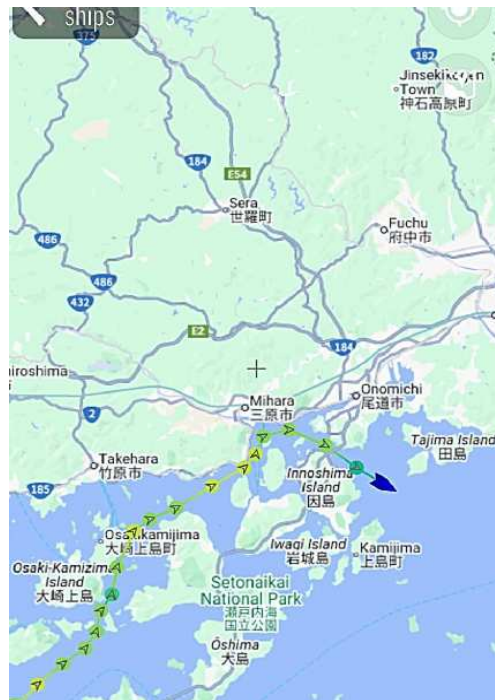 ships
375
182
Jinsekikogen
Town
神石高原町
184
E54
Sera
世羅町
Fuchu
府中市
486
486
432
E2
184
iroshima
Onomichi
尾道市
Mihara
三原市
2
Takehara
竹原市
Tajima Island
田島
185
Innoshima
Island
因島
Osakikamijima
大崎上島町
Iwagi Island
岩城島
Kamijima
上島町
Osaki-Kamizima
Island
大崎上島
Setonaikai
National Park
瀬戸内海
国立公園
Ōshima
大島